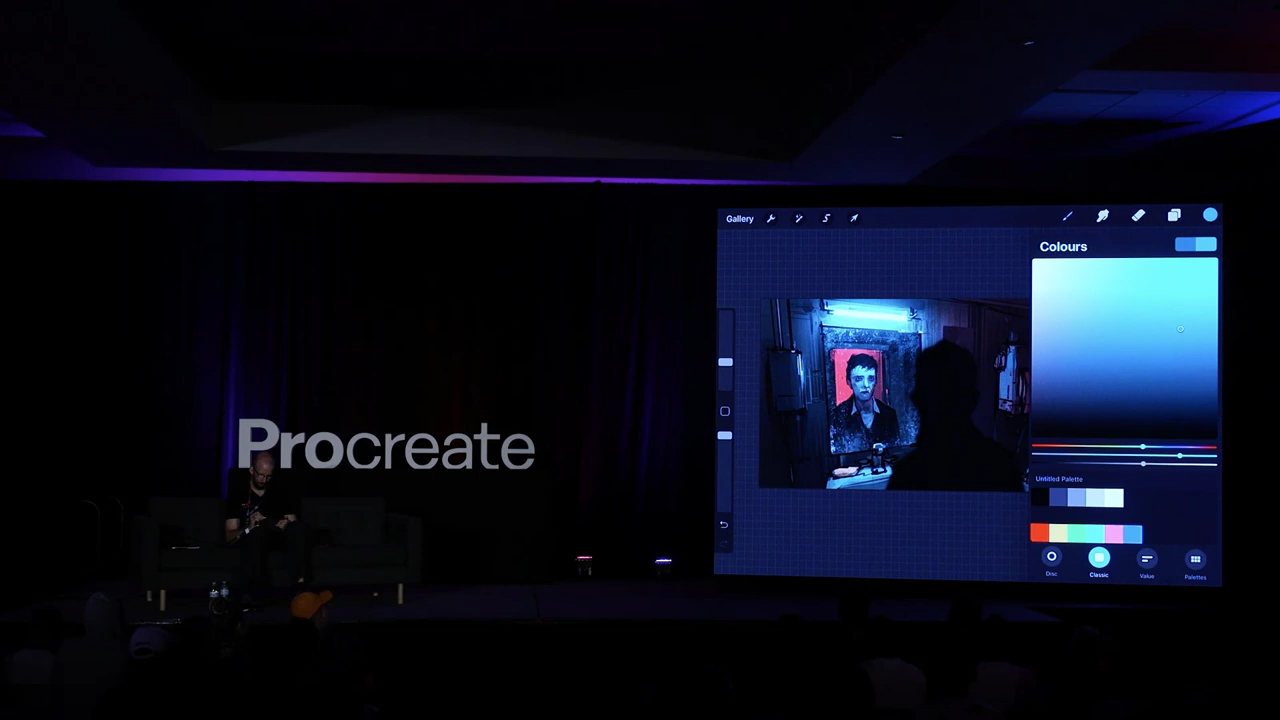 Procreate
Gallery
Colours
Untitled Palette
Disc
Classic
Value
Palettes